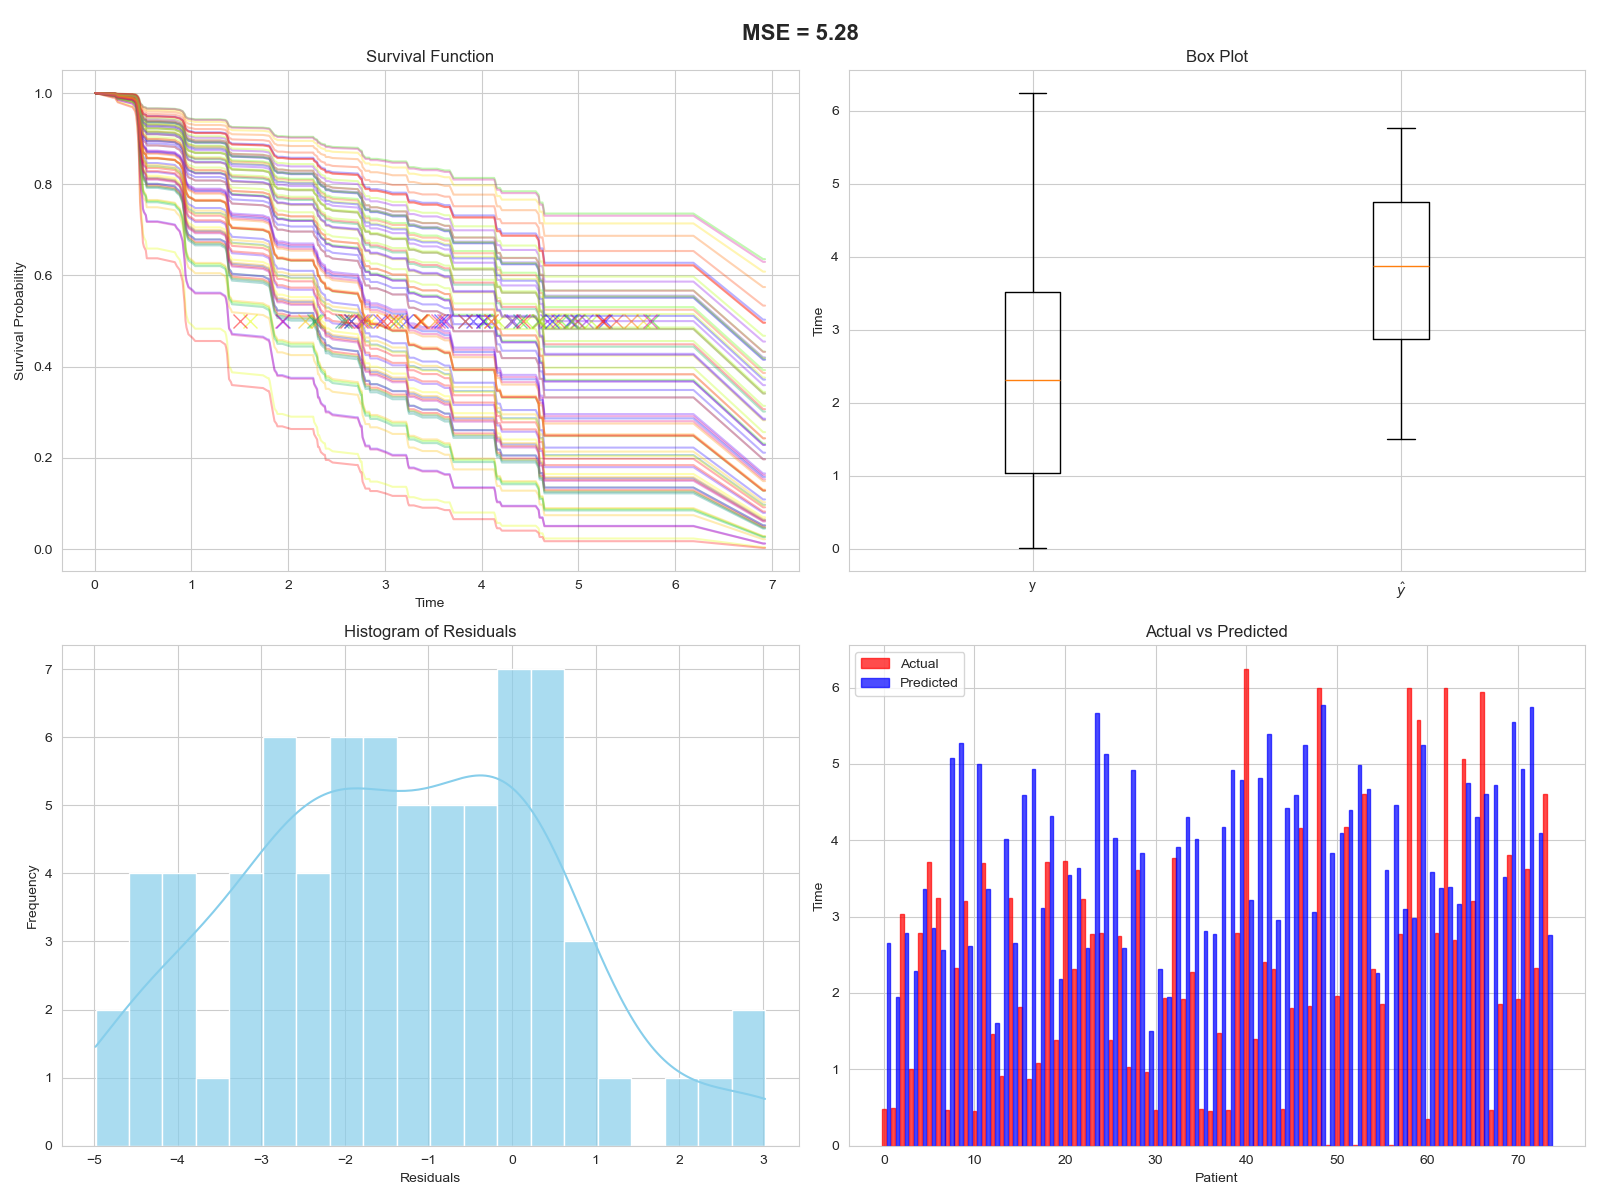 MSE = 5.28
Survival Function
Survival Probability
1.0
0.8
0.6
0.4
0.2
0.0
0 1 2 3 4 5 6 7
Time
Box Plot
Time
6
5
4
3
2
1
0
y ŷ
Histogram of Residuals
Frequency
7
6
5
4
3
2
1
0
−5 −4 −3 −2 −1 0 1 2 3
Residuals
Actual vs Predicted
Actual
Predicted
Time
6
5
4
3
2
1
0
0 10 20 30 40 50 60 70
Patient